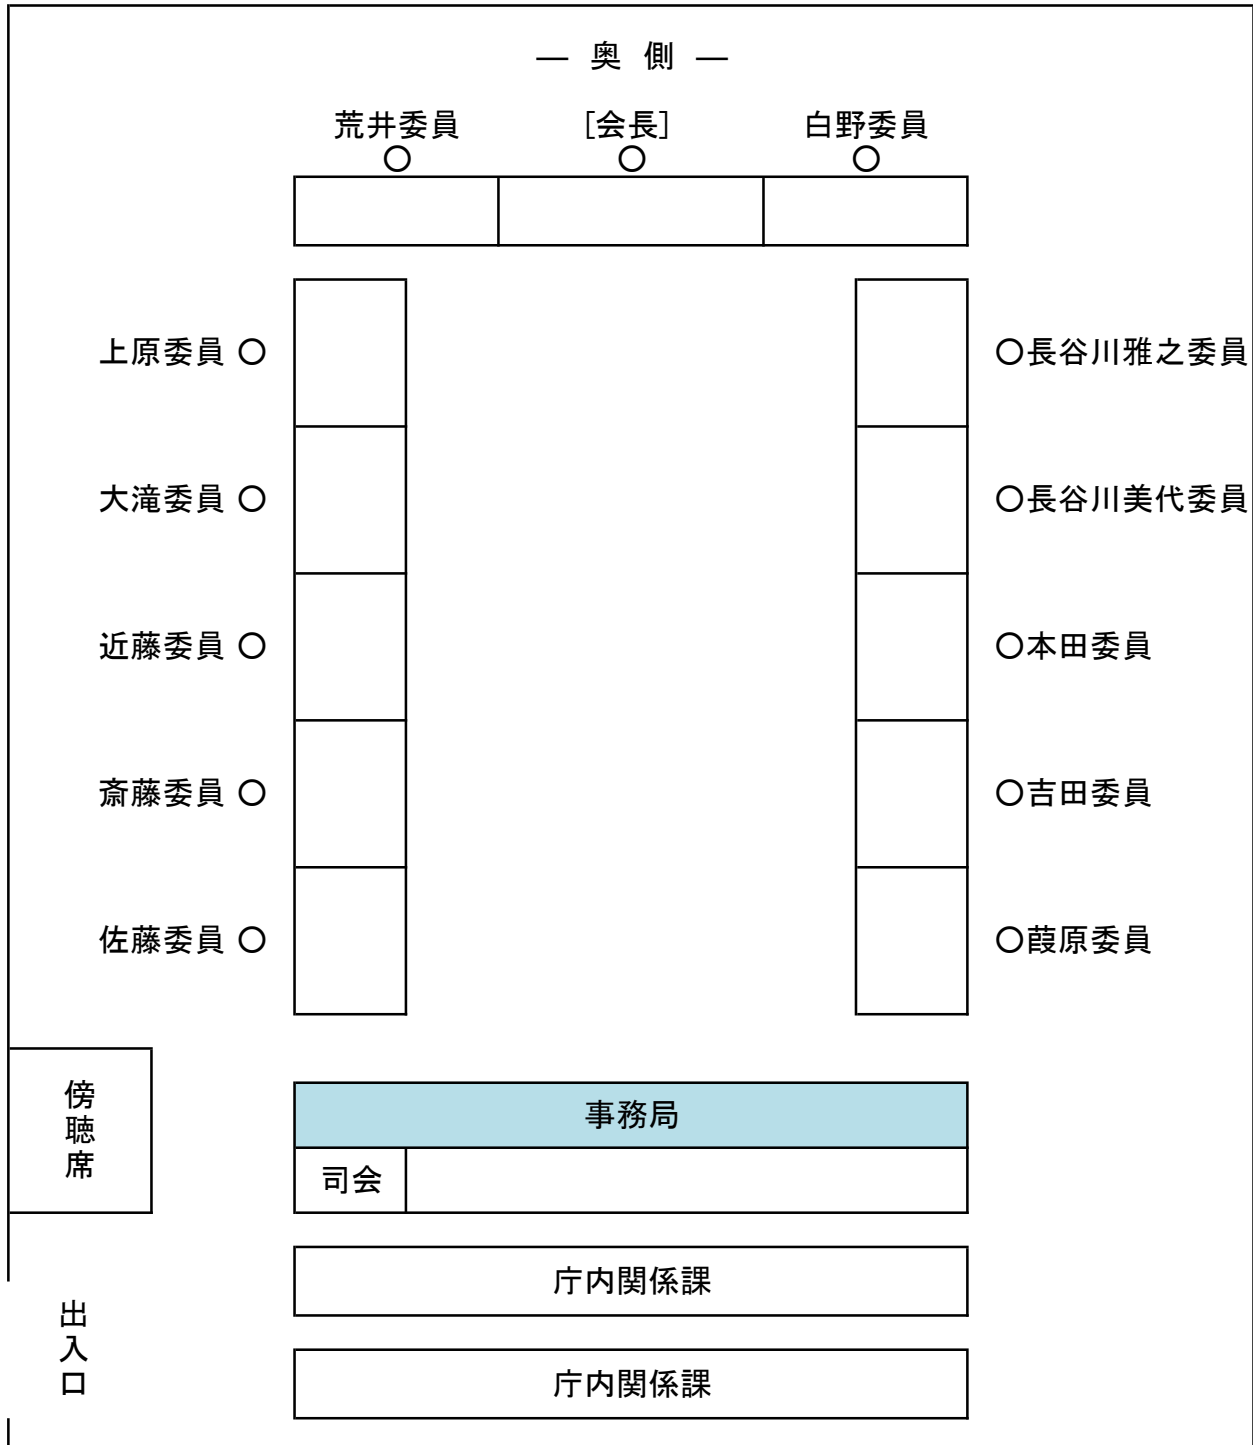 ― 奥 側 ―
荒井委員 [会長] 白野委員
○ ○ ○
上原委員 ○ ○長谷川雅之委員
大滝委員 ○ ○長谷川美代委員
近藤委員 ○ ○本田委員
斎藤委員 ○ ○吉田委員
佐藤委員 ○ ○葭原委員
傍聴席
事務局
司会
庁内関係課
出入口
庁内関係課